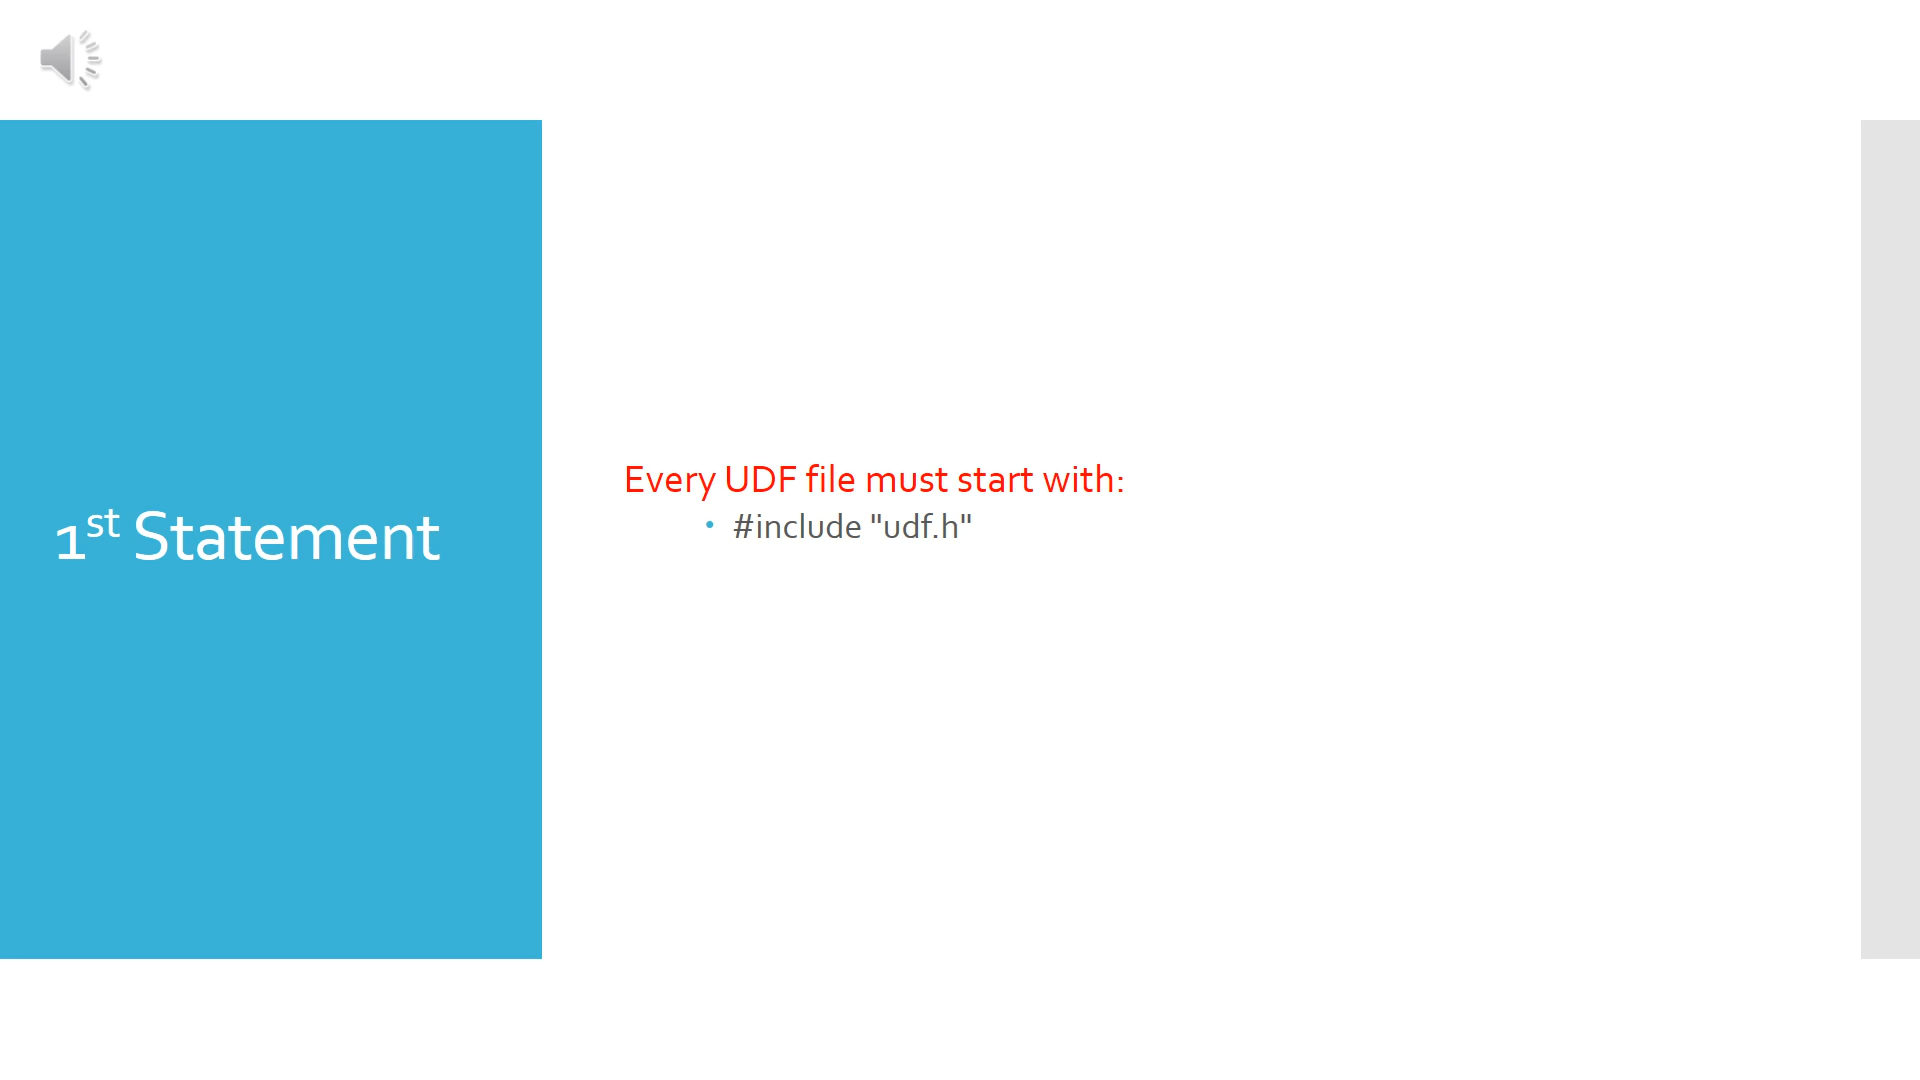 1st Statement
Every UDF file must start with:
• #include "udf.h"